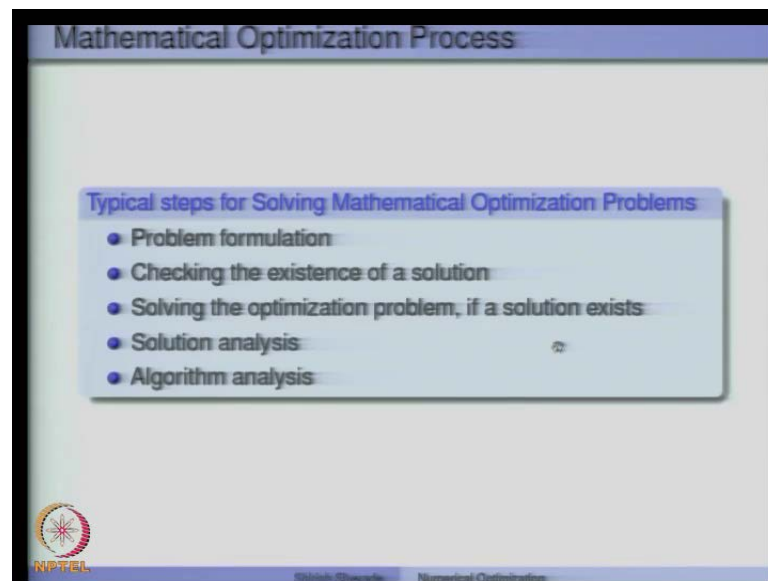 Mathematical Optimization Process
Typical steps for Solving Mathematical Optimization Problems
Problem formulation
Checking the existence of a solution
Solving the optimization problem, if a solution exists
Solution analysis
Algorithm analysis
NPTEL
Numerical Optimization